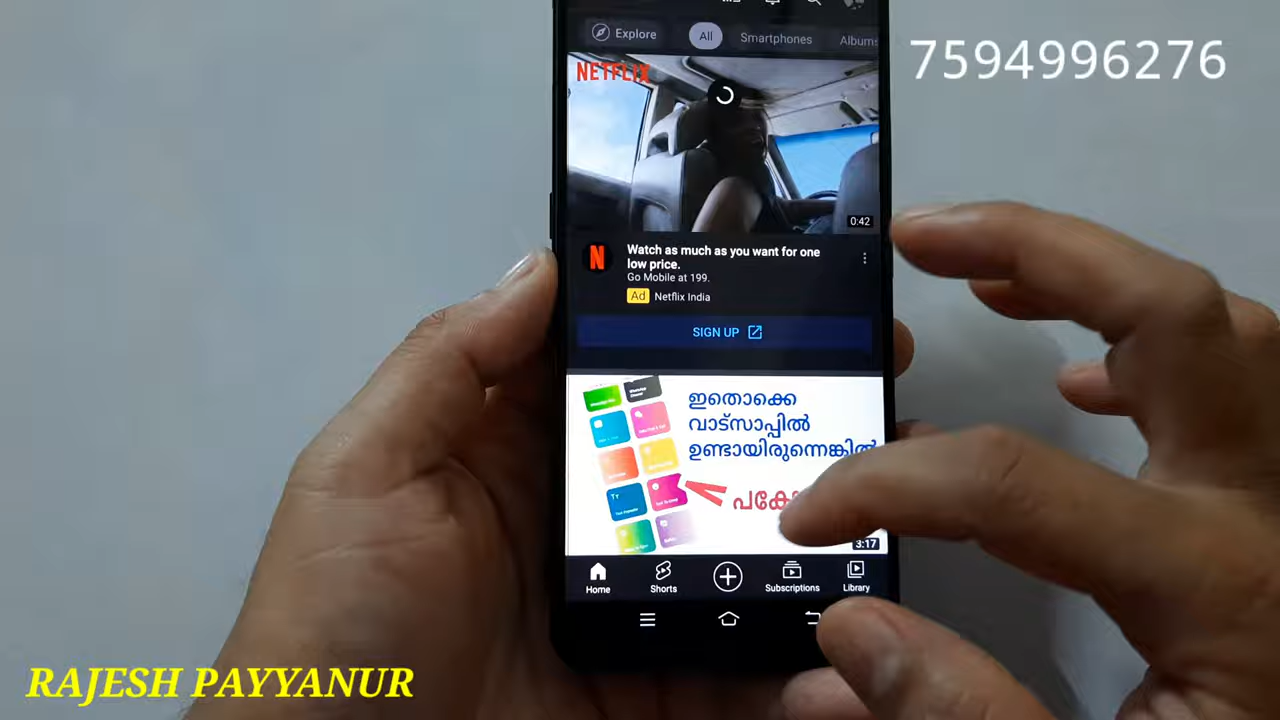 7594996276
Explore
All
Smartphones
Albums
NETFLIX
0:42
N
Watch as much as you want for one
low price.
Go Mobile at 199.
Ad Netflix India
SIGN UP
ഇതൊക്കെ
വാട്സാപ്പിൽ
ഉണ്ടായിരുന്നെങ്കിൽ
3:17
Home
Shorts
Subscriptions
Library
RAJESH PAYYANUR